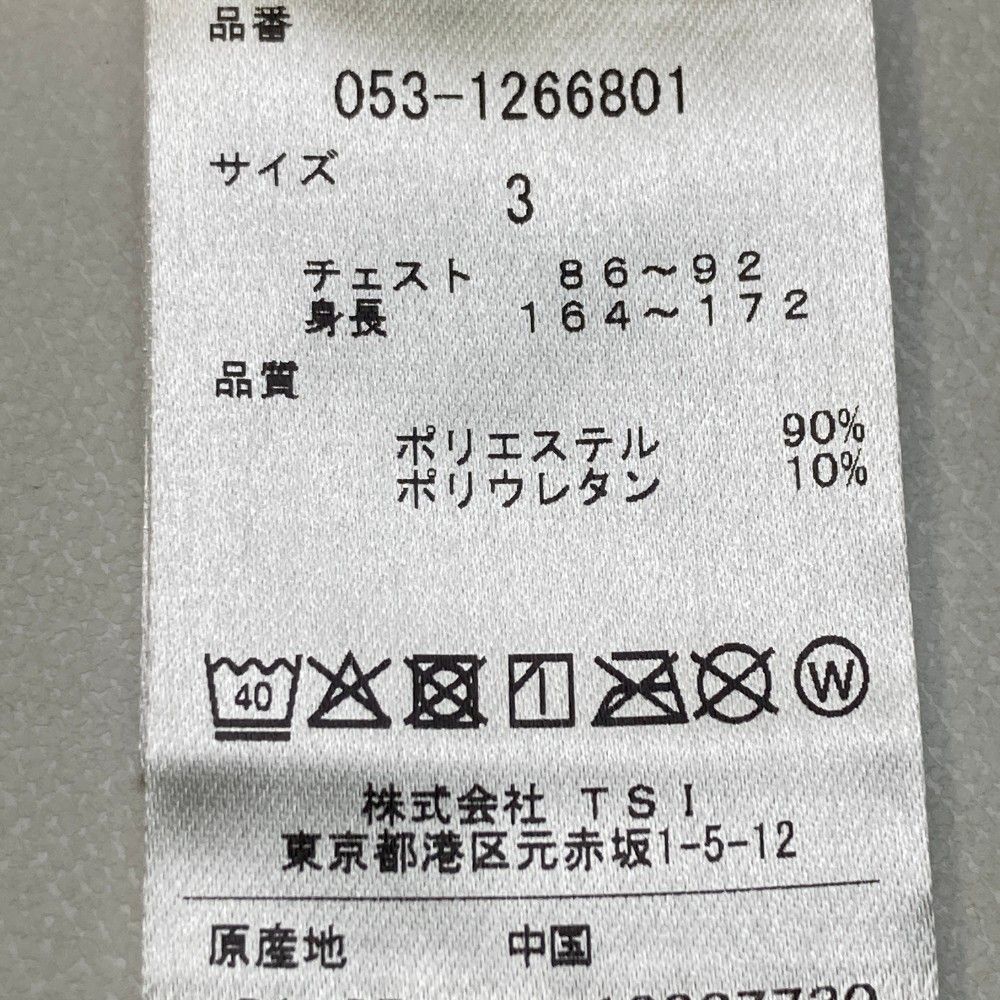 品番
053-1266801
サイズ
3
チェスト 86～92
身長 164～172
品質
ポリエステル 90%
ポリウレタン 10%
40
W
株式会社 TSI
東京都港区元赤坂1-5-12
原産地 中国